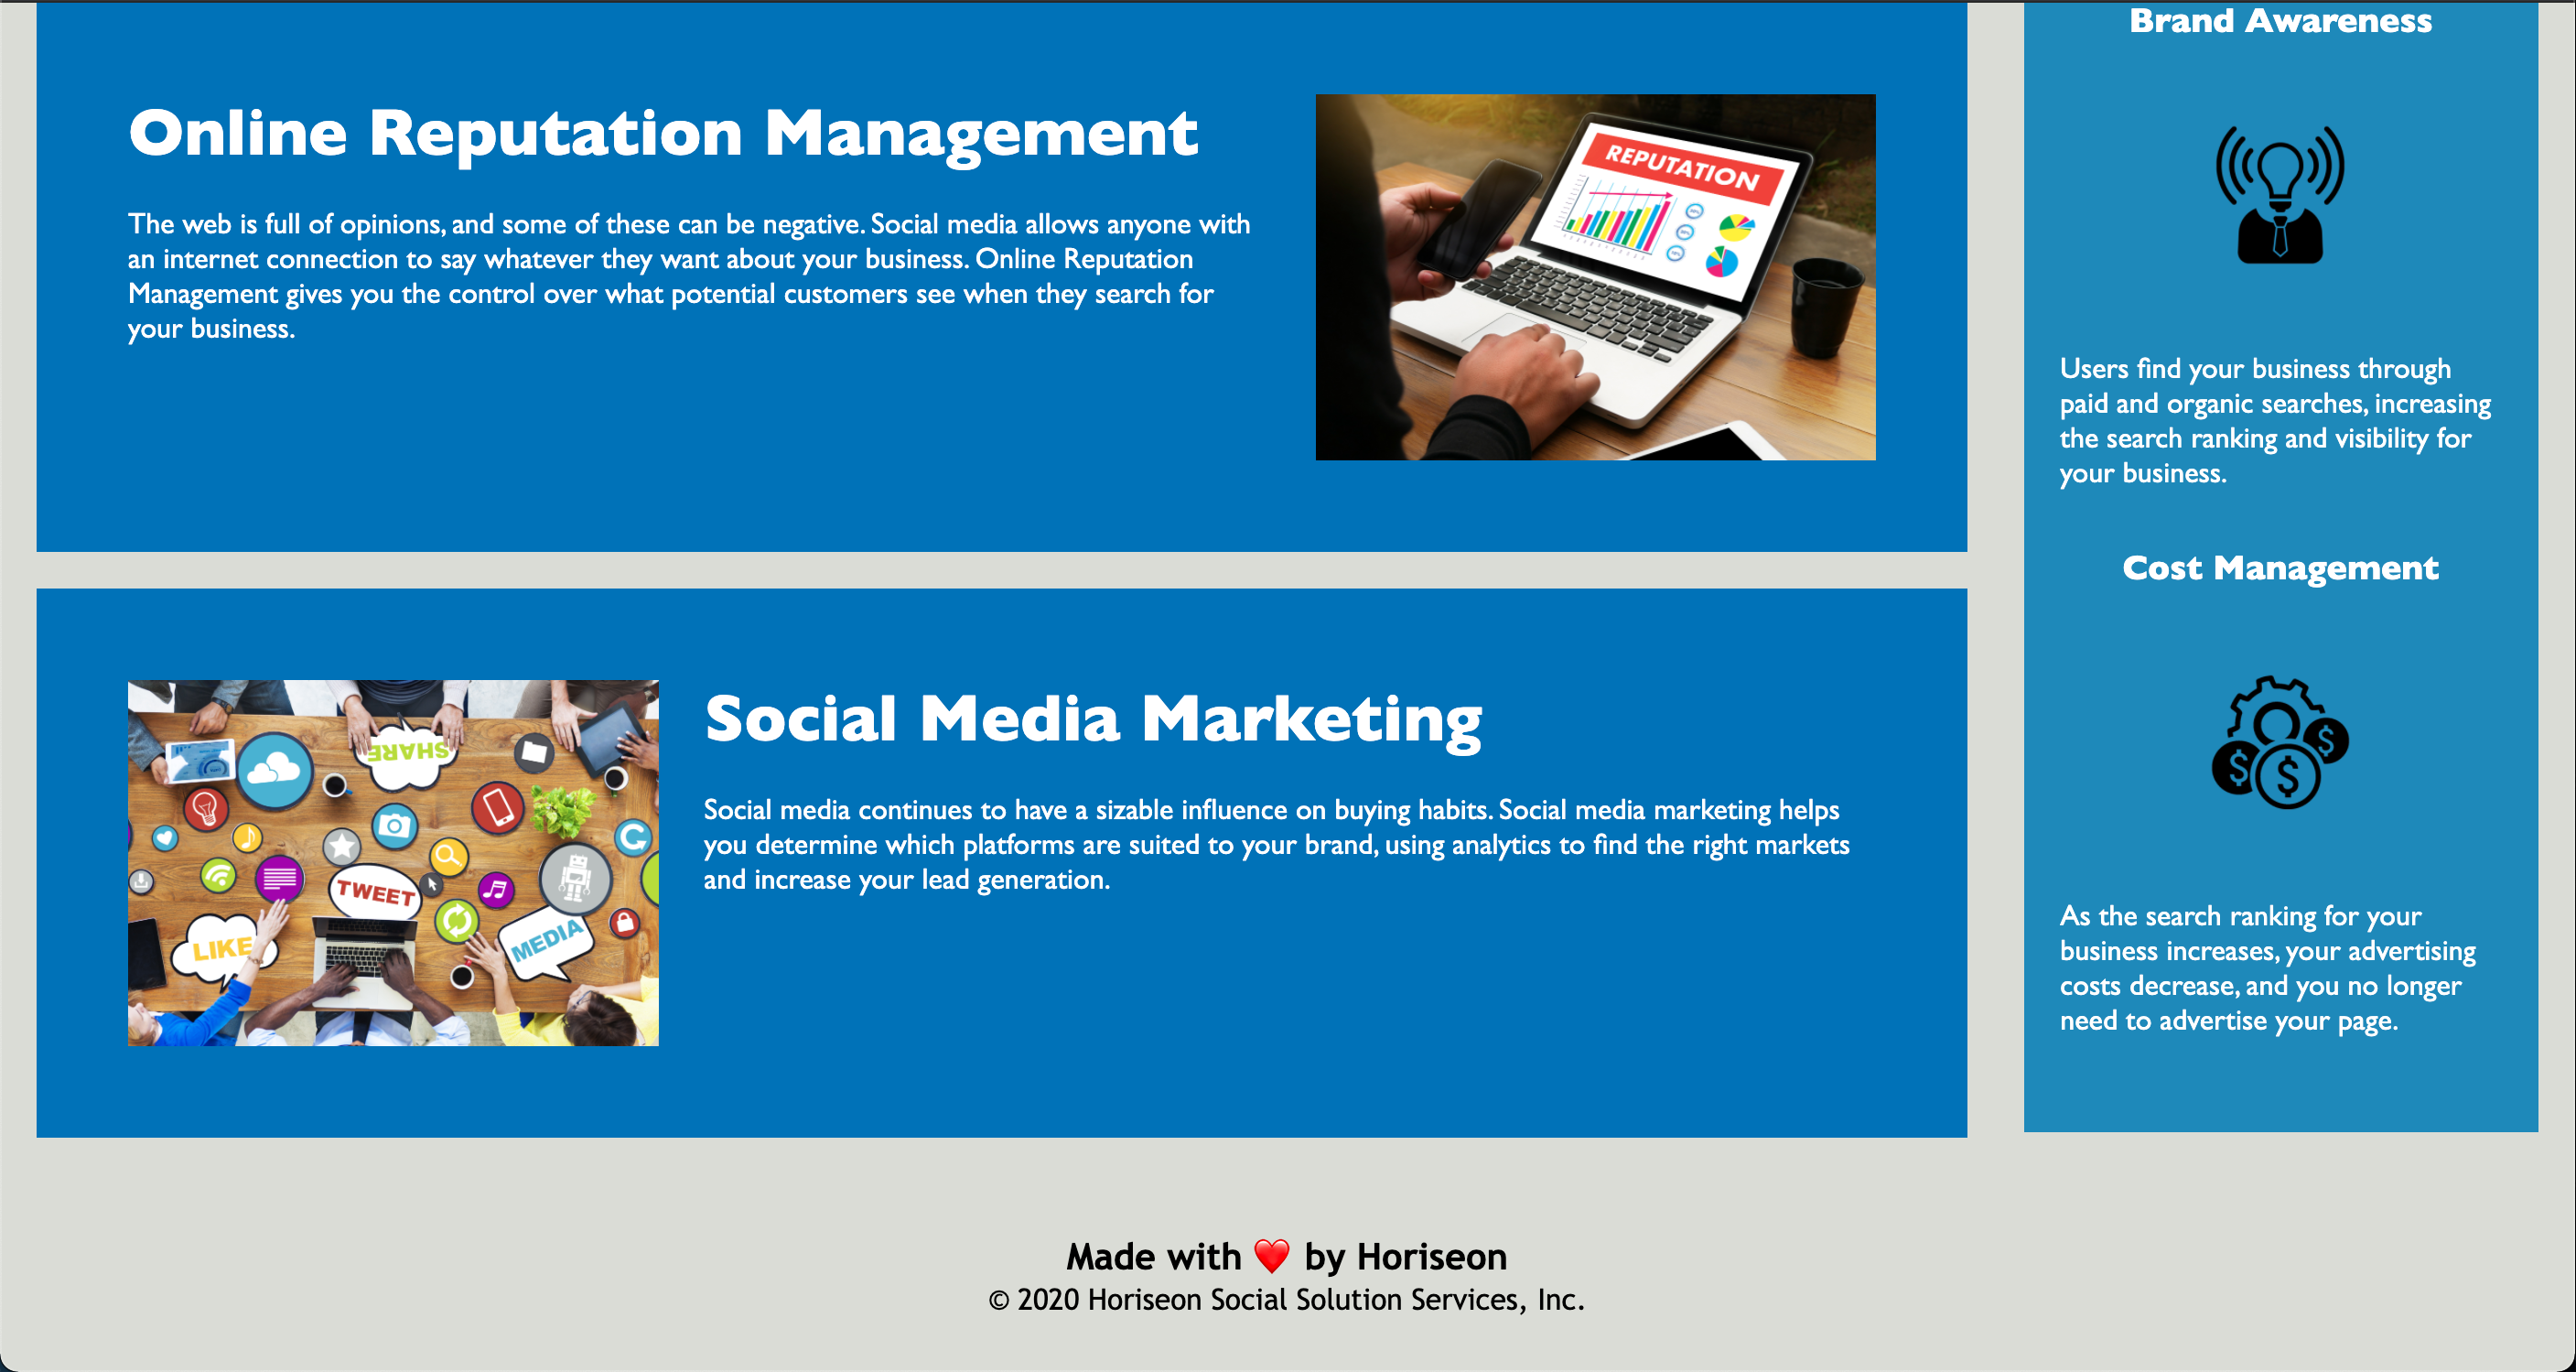 Online Reputation Management
The web is full of opinions, and some of these can be negative. Social media allows anyone with
an internet connection to say whatever they want about your business. Online Reputation
Management gives you the control over what potential customers see when they search for
your business.
REPUTATION
SHARE
TWEET
LIKE
MEDIA
Social Media Marketing
Social media continues to have a sizable influence on buying habits. Social media marketing helps
you determine which platforms are suited to your brand, using analytics to find the right markets
and increase your lead generation.
Brand Awareness
Users find your business through
paid and organic searches, increasing
the search ranking and visibility for
your business.
Cost Management
$ $ $
As the search ranking for your
business increases, your advertising
costs decrease, and you no longer
need to advertise your page.
Made with ❤️ by Horiseon
© 2020 Horiseon Social Solution Services, Inc.